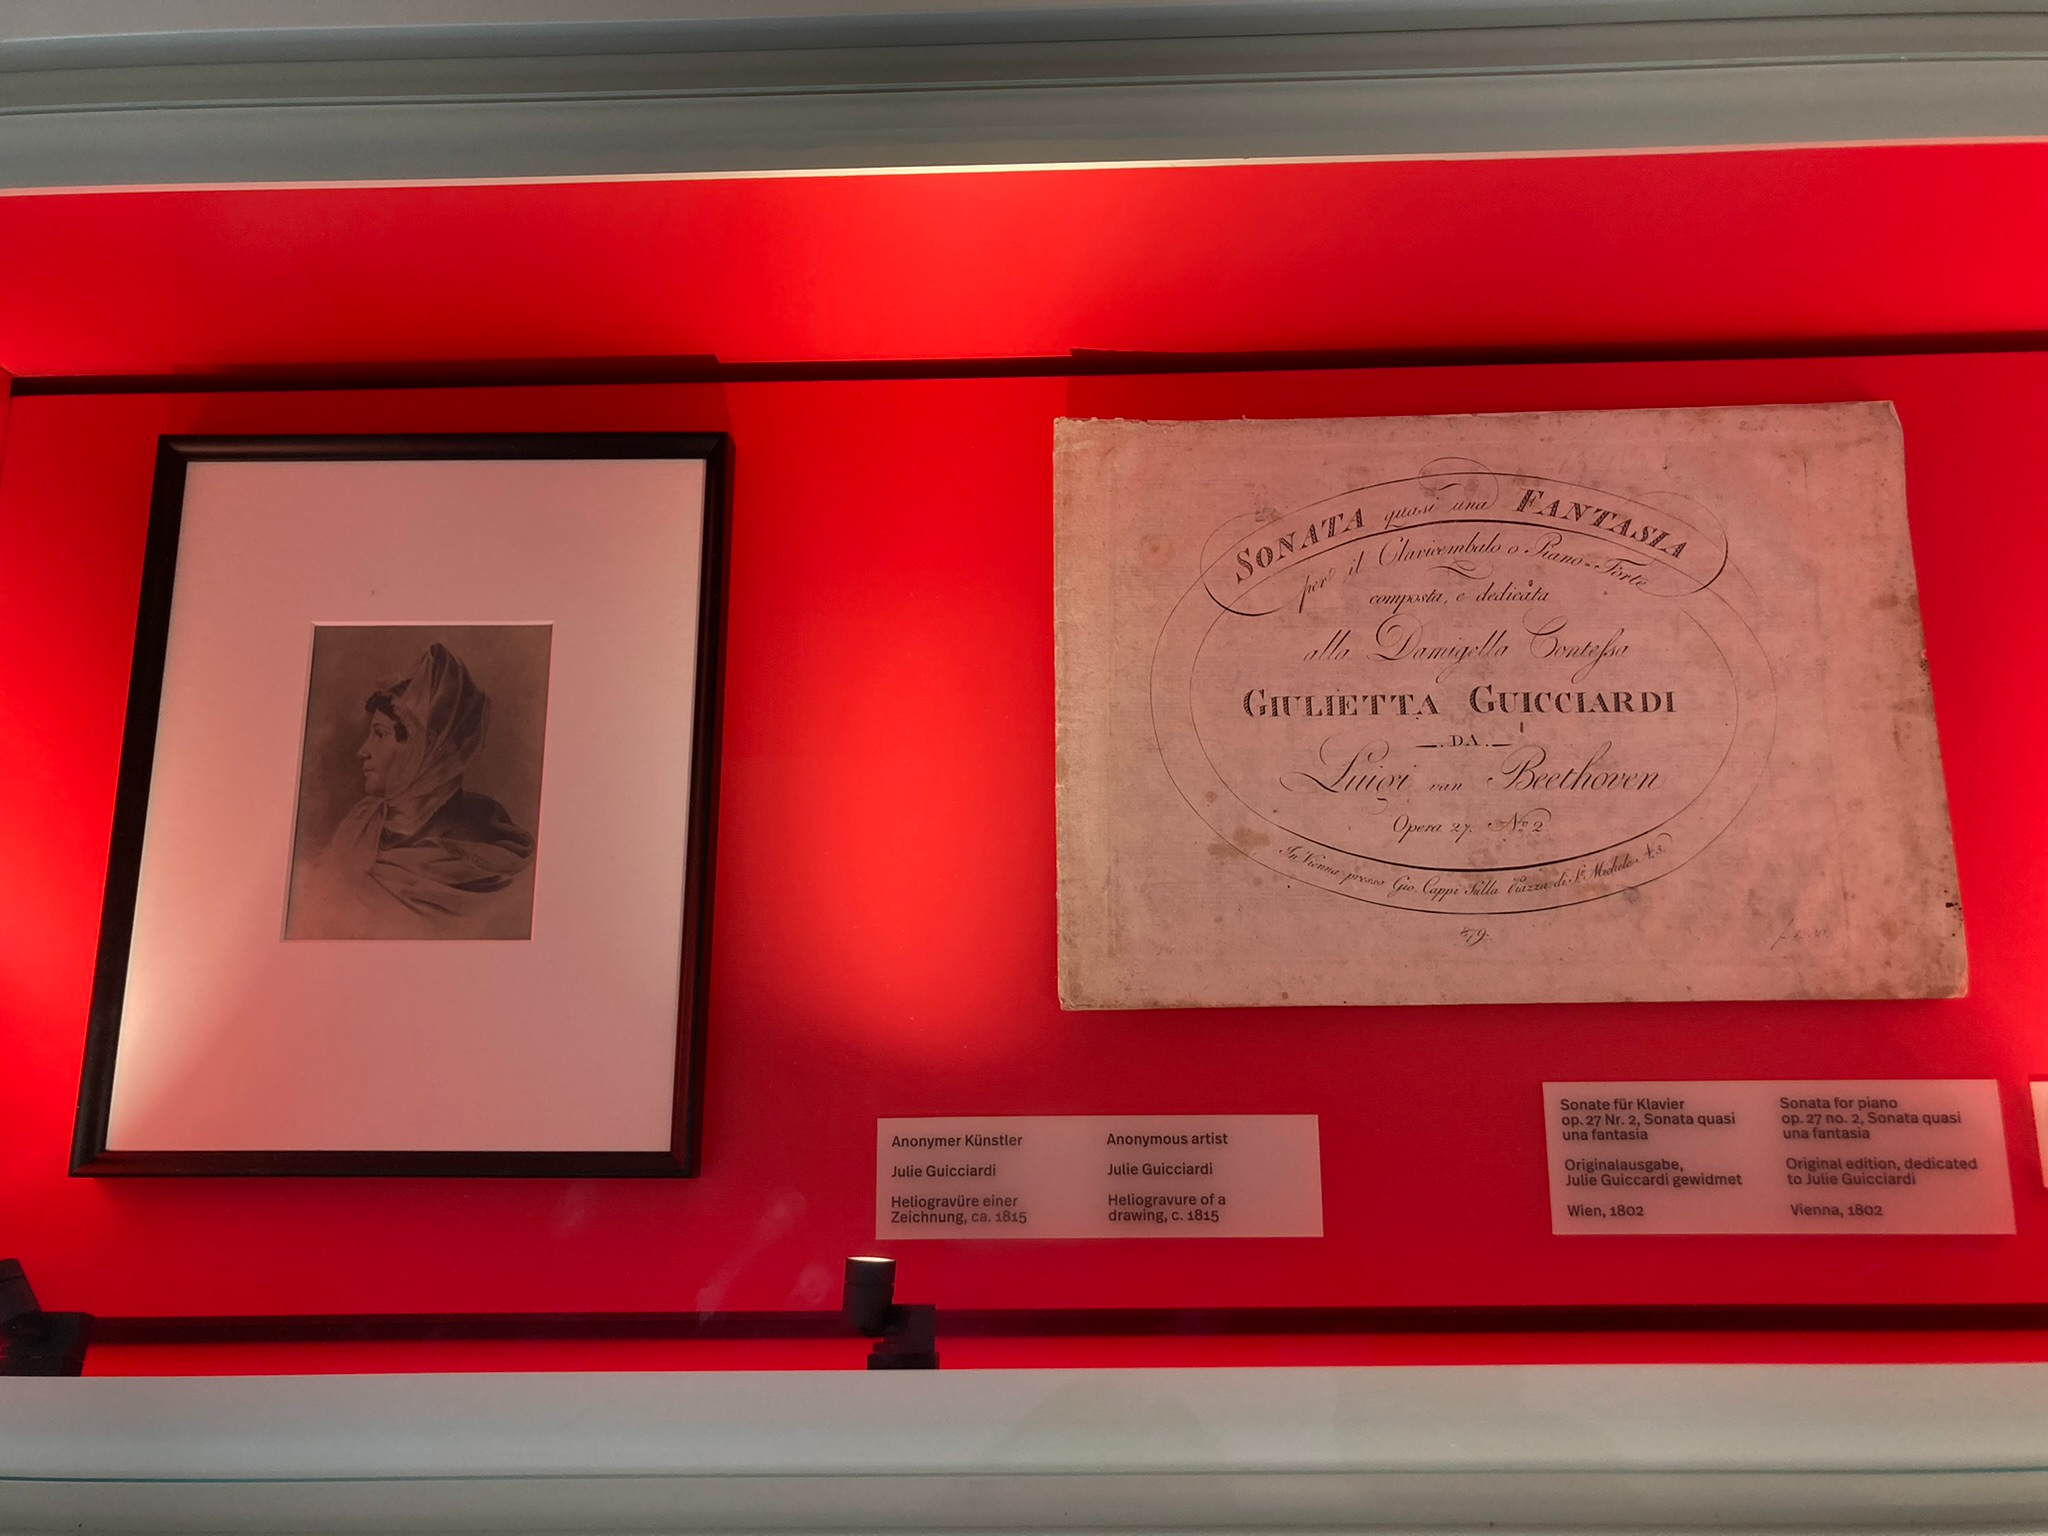 SONATA quasi una FANTASIA
per il Clavicembalo o Piano=Forte
composta, e dedicata
alla Damigella Contessa
GIULIETTA GUICCIARDI
DA
Luigi van Beethoven
Opera 27. No 2.
In Vienna presso Gio. Cappi Sulla Piazza di St. Michele No. 5.
879.
Anonymer Künstler
Julie Guicciardi
Heliogravüre einer
Zeichnung, ca. 1815
Anonymous artist
Julie Guicciardi
Heliogravure of a
drawing, c. 1815
Sonate für Klavier
op. 27 Nr. 2, Sonata quasi
una fantasia
Originalausgabe,
Julie Guiccardi gewidmet
Wien, 1802
Sonata for piano
op. 27 no. 2, Sonata quasi
una fantasia
Original edition, dedicated
to Julie Guicciardi
Vienna, 1802